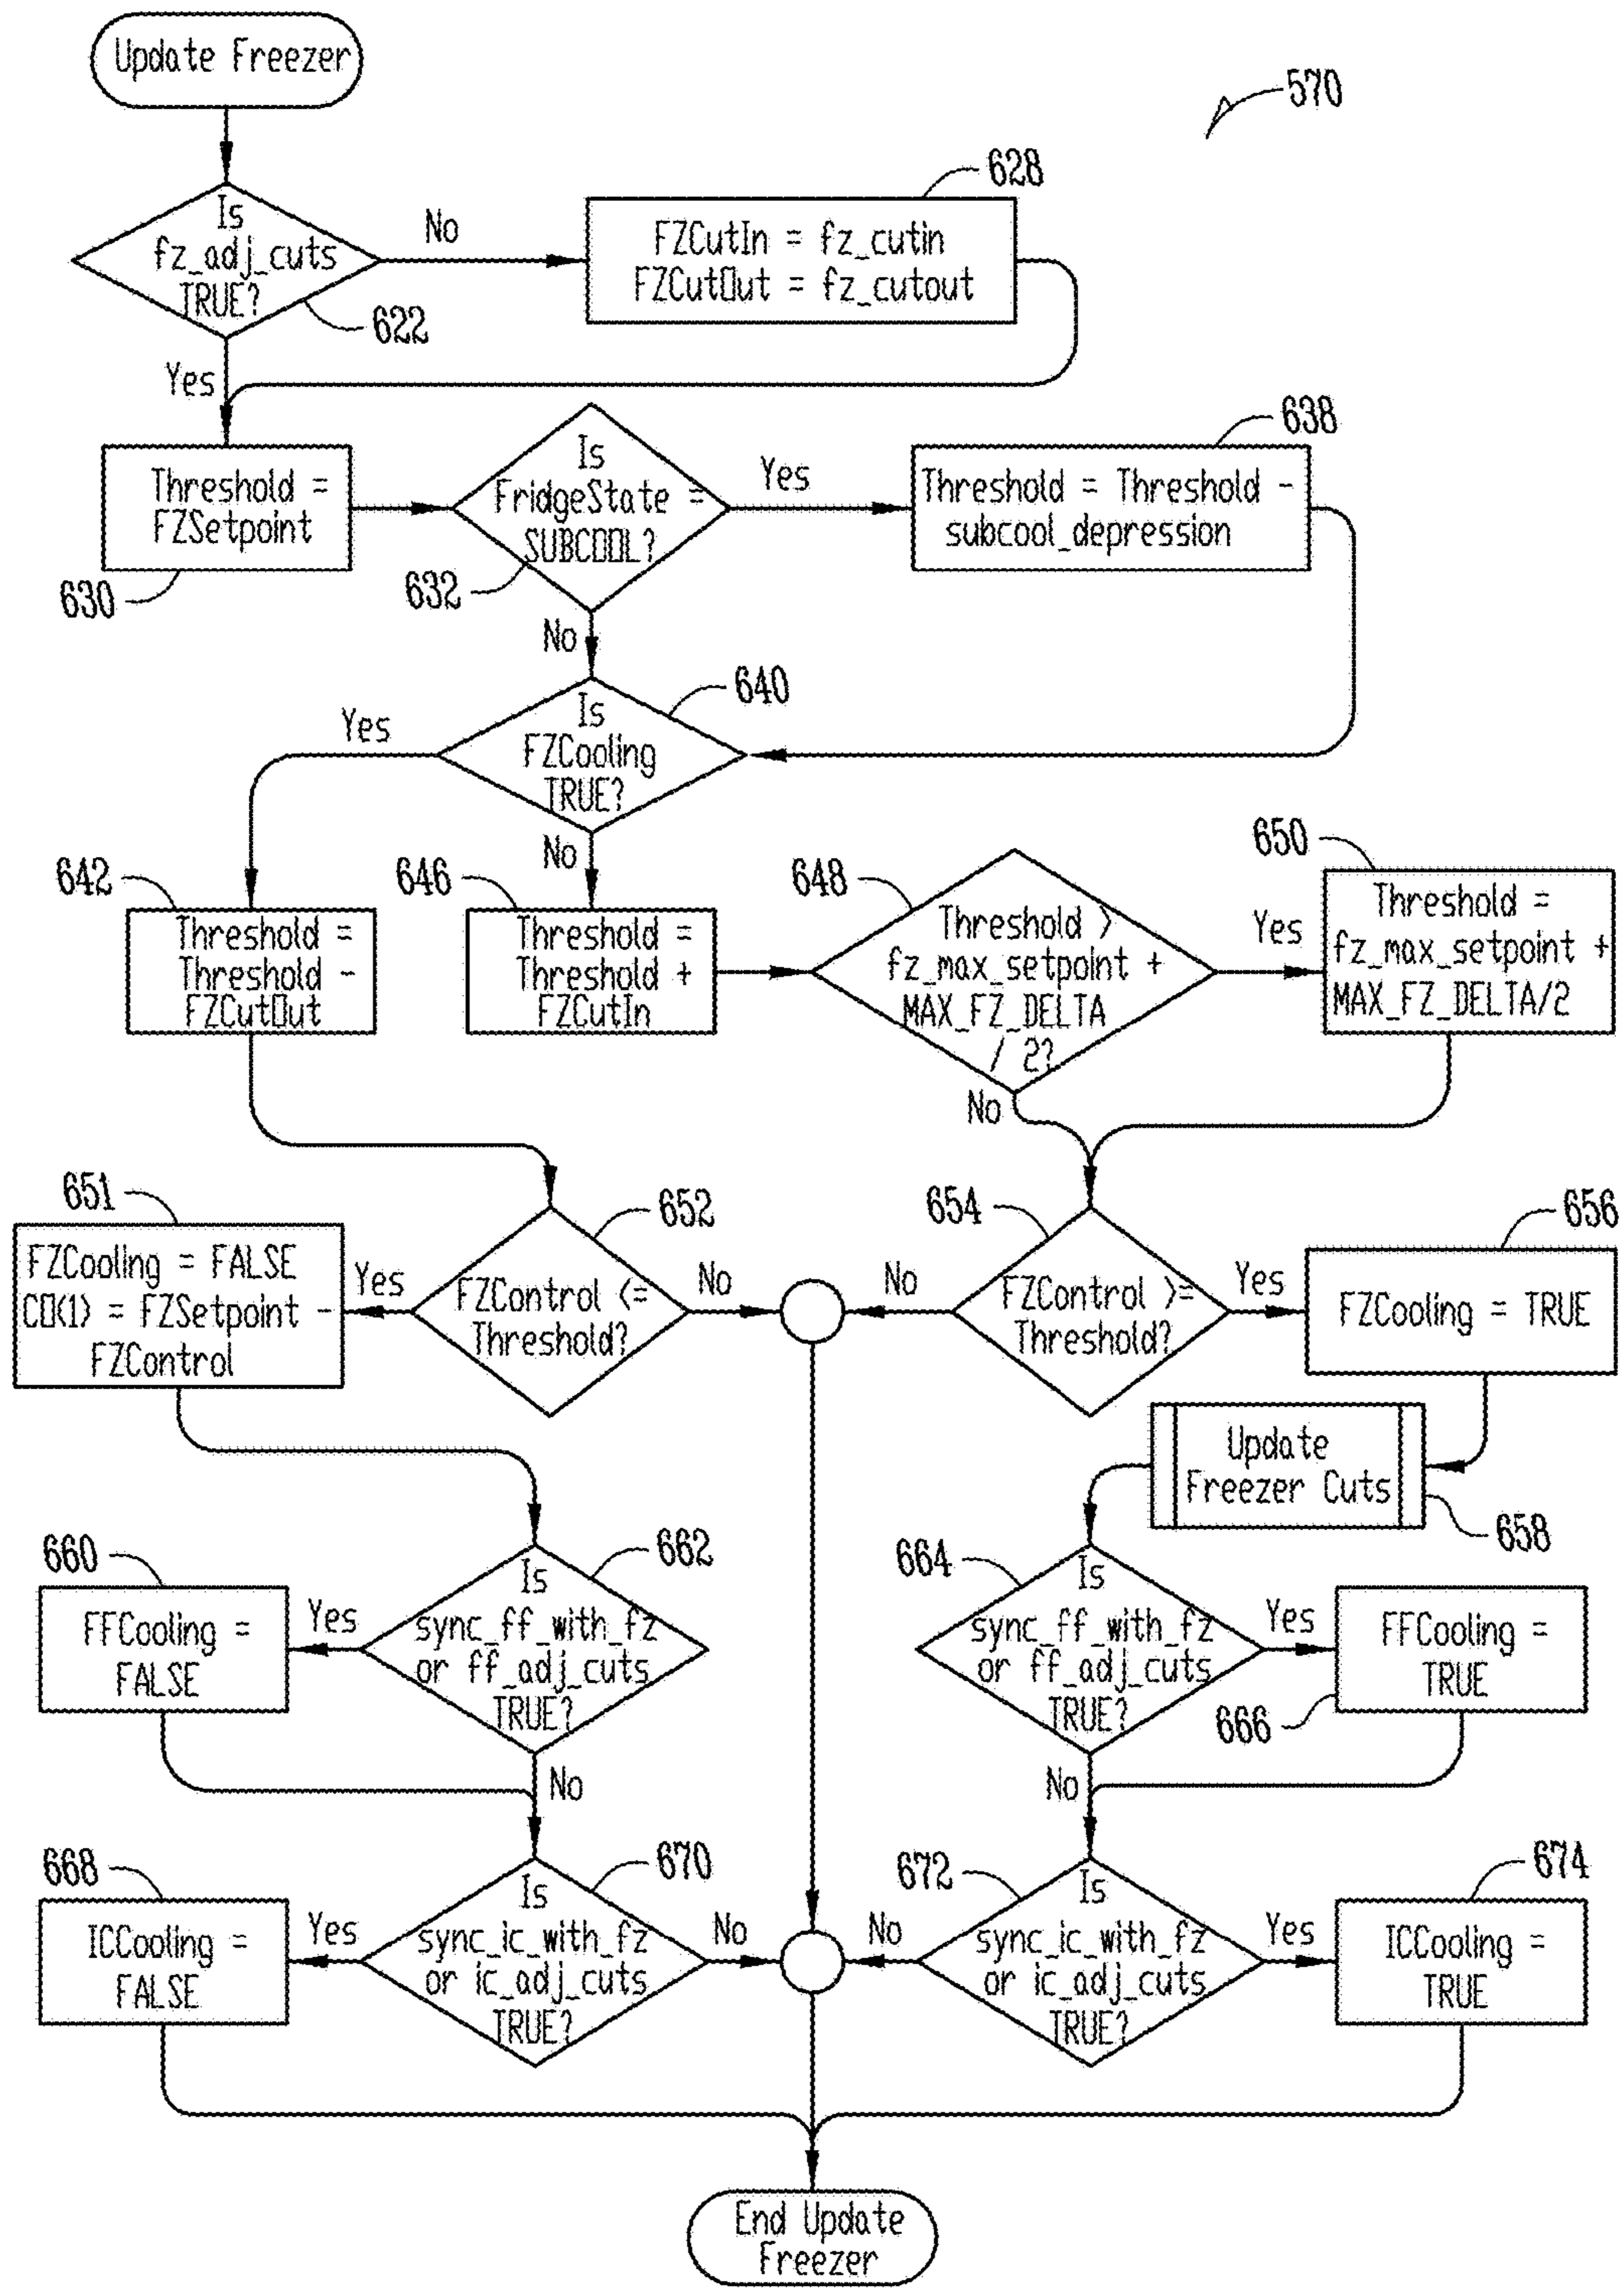 Update Freezer
570
628
Is
fz_adj_cuts
TRUE?
No
FZCutIn = fz_cutin
FZCutOut = fz_cutout
622
Yes
638
Threshold =
FZSetpoint
Is
FridgeState =
SUBCOOL?
Yes
Threshold = Threshold -
subcool_depression
630
632
No
640
Yes
Is
FZCooling
TRUE?
No
642
646
648
650
Threshold =
Threshold -
FZCutOut
Threshold =
Threshold +
FZCutIn
Threshold >
fz_max_setpoint +
MAX_FZ_DELTA
/ 2?
Yes
Threshold =
fz_max_setpoint +
MAX_FZ_DELTA/2
No
651
652
654
656
FZCooling = FALSE
CO(1) = FZSetpoint -
FZControl
Yes
FZControl <=
Threshold?
No
No
FZControl >=
Threshold?
Yes
FZCooling = TRUE
Update
Freezer Cuts
658
660
662
664
FFCooling =
FALSE
Yes
Is
sync_ff_with_fz
or ff_adj_cuts
TRUE?
Is
sync_ff_with_fz
or ff_adj_cuts
TRUE?
Yes
FFCooling =
TRUE
666
No
No
668
670
672
674
ICCooling =
FALSE
Yes
Is
sync_ic_with_fz
or ic_adj_cuts
TRUE?
No
No
Is
sync_ic_with_fz
or ic_adj_cuts
TRUE?
Yes
ICCooling =
TRUE
End Update
Freezer